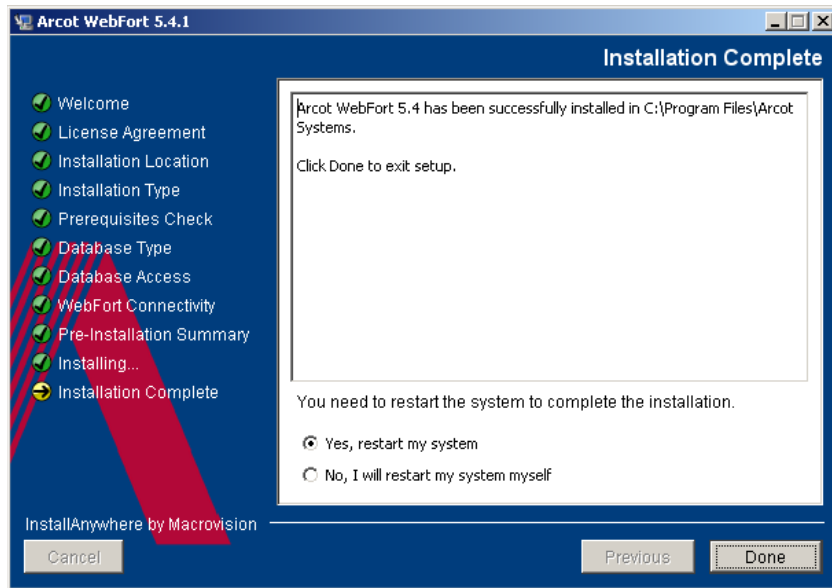 Arcot WebFort 5.4.1
Installation Complete
Welcome
License Agreement
Installation Location
Installation Type
Prerequisites Check
Database Type
Database Access
WebFort Connectivity
Pre-Installation Summary
Installing...
Installation Complete
Arcot WebFort 5.4 has been successfully installed in C:\Program Files\Arcot
Systems.
Click Done to exit setup.
You need to restart the system to complete the installation.
Yes, restart my system
No, I will restart my system myself
InstallAnywhere by Macrovision
Cancel
Previous
Done